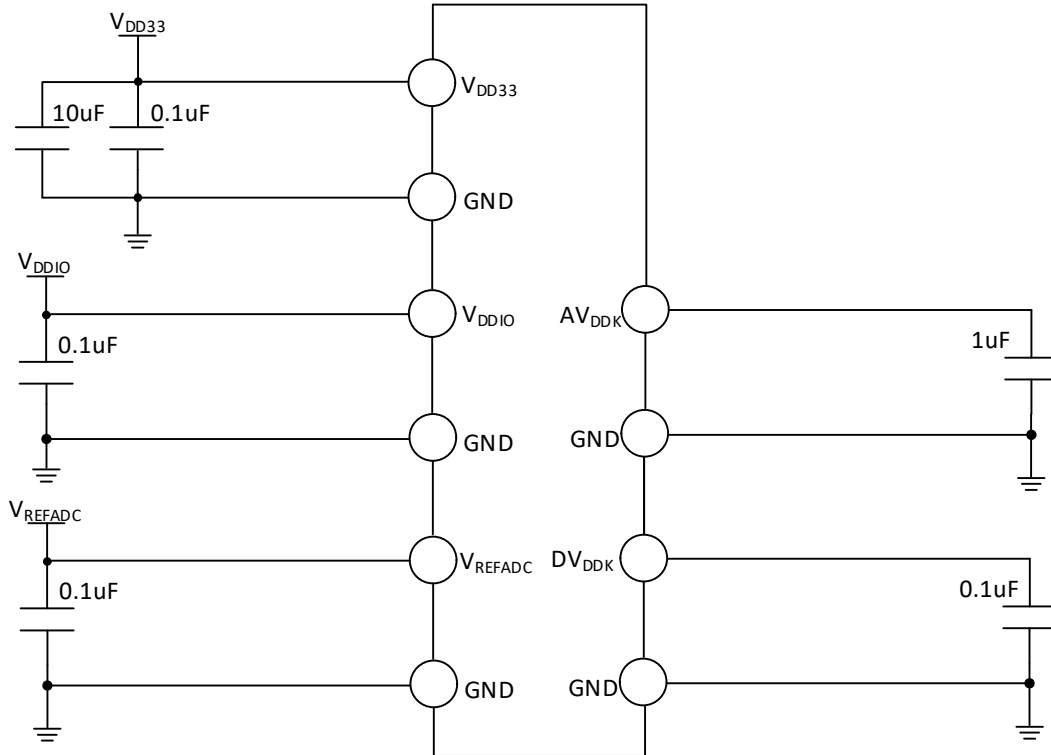 VDD33
10uF 0.1uF
VDD33
GND
VDDIO
0.1uF
VDDIO
GND
VREFADC
0.1uF
VREFADC
GND
AVDDK
1uF
GND
DVDDK
0.1uF
GND